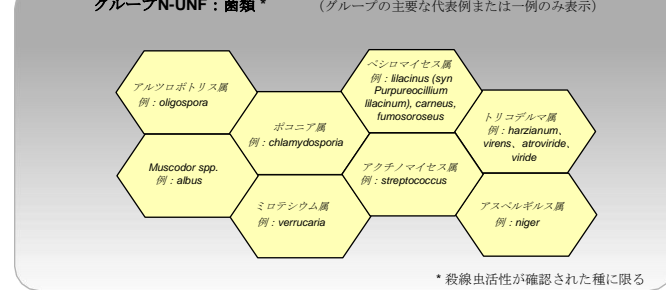 グループN-UNF：菌類 * （グループの主要な代表例または一例のみ表示）
アルツロボトリス属
例：oligospora
Muscodor spp.
例：albus
ポコニア属
例：chlamydosporia
ミロテシウム属
例：verrucaria
ペシロマイセス属
例：lilacinus (syn
Purpureocillium
lilacinum), carneus,
fumosoroseus
アクチノマイセス属
例：streptococcus
トリコデルマ属
例：harzianum、
virens、atroviride、
viride
アスペルギルス属
例：niger
* 殺線虫活性が確認された種に限る